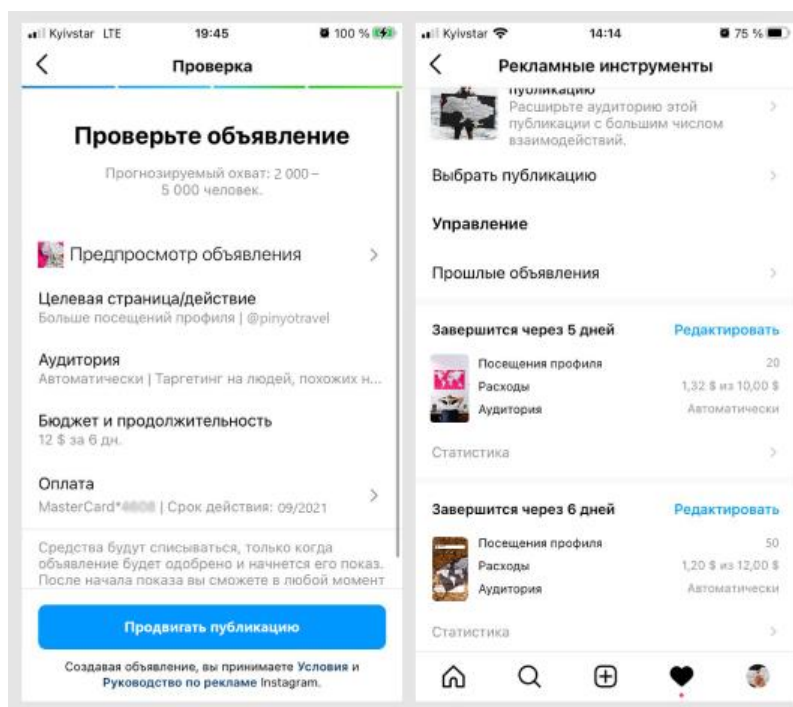 Kyivstar LTE 19:45 100 %
Проверка
Проверьте объявление
Прогнозируемый охват: 2 000 –
5 000 человек.
Предпросмотр объявления
Целевая страница/действие
Больше посещений профиля | @pinyotravel
Аудитория
Автоматически | Таргетинг на людей, похожих н...
Бюджет и продолжительность
12 $ за 6 дн.
Оплата
MasterCard* | Срок действия: 09/2021
Средства будут списываться, только когда
объявление будет одобрено и начнется его показ.
После начала показа вы сможете в любой момент
Продвигать публикацию
Создавая объявление, вы принимаете Условия и
Руководство по рекламе Instagram.
Kyivstar 14:14 75 %
Рекламные инструменты
публикацию
Расширьте аудиторию этой
публикации с большим числом
взаимодействий.
Выбрать публикацию
Управление
Прошлые объявления
Завершится через 5 дней Редактировать
Посещения профиля 20
Расходы 1,32 $ из 10,00 $
Аудитория Автоматически
Статистика
Завершится через 6 дней Редактировать
Посещения профиля 50
Расходы 1,20 $ из 12,00 $
Аудитория Автоматически
Статистика